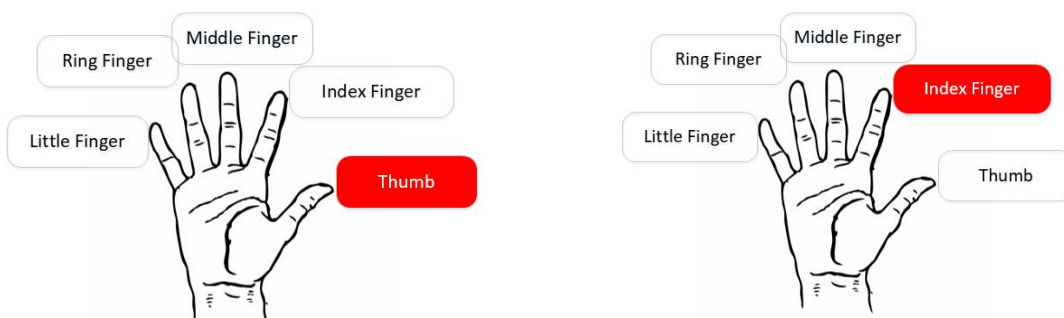 Middle Finger
Ring Finger
Index Finger
Little Finger
Thumb
Middle Finger
Ring Finger
Index Finger
Little Finger
Thumb